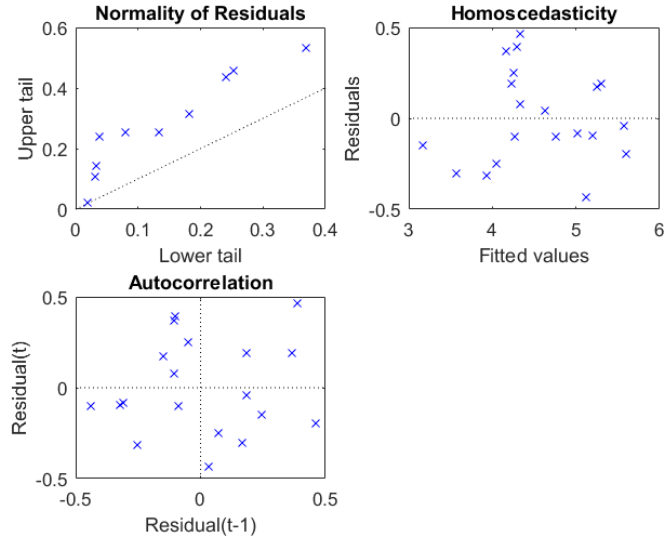 Normality of Residuals
Upper tail
0.6
0.4
0.2
0
0
0.1
0.2
0.3
0.4
Lower tail
Homoscedasticity
Residuals
0.5
0
-0.5
3
4
5
6
Fitted values
Autocorrelation
Residual(t)
0.5
0
-0.5
-0.5
0
0.5
Residual(t-1)